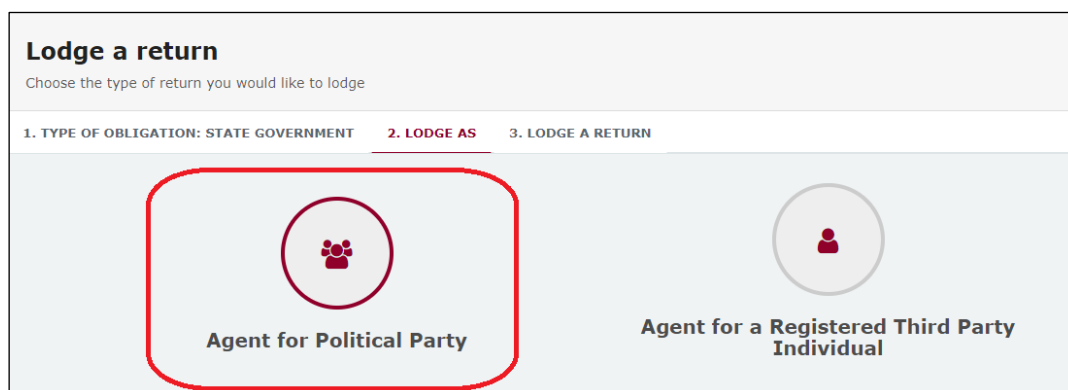 Lodge a return
Choose the type of return you would like to lodge
1. TYPE OF OBLIGATION: STATE GOVERNMENT 2. LODGE AS 3. LODGE A RETURN
Agent for Political Party
Agent for a Registered Third Party
Individual